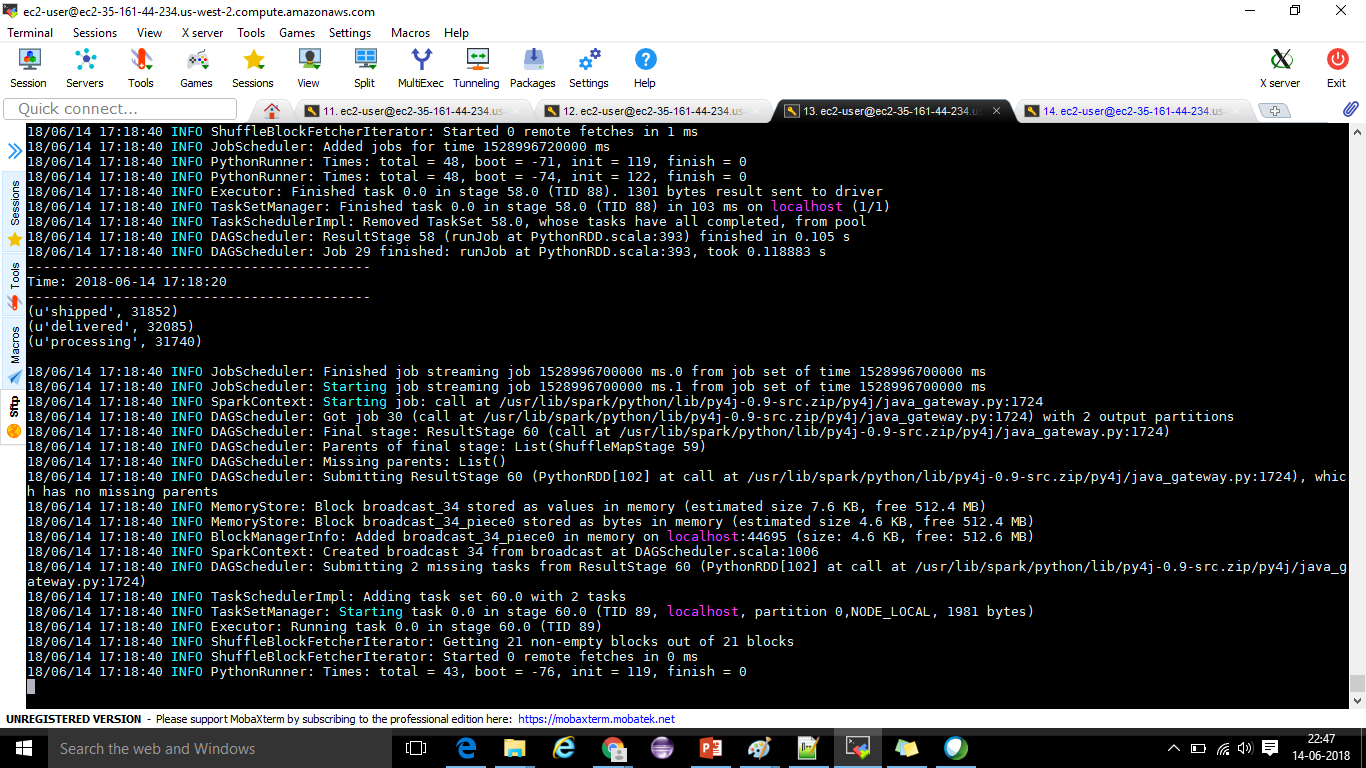 ec2-user@ec2-35-161-44-234.us-west-2.compute.amazonaws.com
Terminal Sessions View X server Tools Games Settings Macros Help
Session Servers Tools Games Sessions View Split MultiExec Tunneling Packages Settings Help X server Exit
Quick connect...
11. ec2-user@ec2-35-161-44-234.us-
12. ec2-user@ec2-35-161-44-234.us-
13. ec2-user@ec2-35-161-44-234.us
14. ec2-user@ec2-35-161-44-234.us-
Sessions
Tools
Macros
Sftp
18/06/14 17:18:40 INFO ShuffleBlockFetcherIterator: Started 0 remote fetches in 1 ms
18/06/14 17:18:40 INFO JobScheduler: Added jobs for time 1528996720000 ms
18/06/14 17:18:40 INFO PythonRunner: Times: total = 48, boot = -71, init = 119, finish = 0
18/06/14 17:18:40 INFO PythonRunner: Times: total = 48, boot = -74, init = 122, finish = 0
18/06/14 17:18:40 INFO Executor: Finished task 0.0 in stage 58.0 (TID 88). 1301 bytes result sent to driver
18/06/14 17:18:40 INFO TaskSetManager: Finished task 0.0 in stage 58.0 (TID 88) in 103 ms on localhost (1/1)
18/06/14 17:18:40 INFO TaskSchedulerImpl: Removed TaskSet 58.0, whose tasks have all completed, from pool
18/06/14 17:18:40 INFO DAGScheduler: ResultStage 58 (runJob at PythonRDD.scala:393) finished in 0.105 s
18/06/14 17:18:40 INFO DAGScheduler: Job 29 finished: runJob at PythonRDD.scala:393, took 0.118883 s
-------------------------------------------
Time: 2018-06-14 17:18:20
-------------------------------------------
(u'shipped', 31852)
(u'delivered', 32085)
(u'processing', 31740)
18/06/14 17:18:40 INFO JobScheduler: Finished job streaming job 1528996700000 ms.0 from job set of time 1528996700000 ms
18/06/14 17:18:40 INFO JobScheduler: Starting job streaming job 1528996700000 ms.1 from job set of time 1528996700000 ms
18/06/14 17:18:40 INFO SparkContext: Starting job: call at /usr/lib/spark/python/lib/py4j-0.9-src.zip/py4j/java_gateway.py:1724
18/06/14 17:18:40 INFO DAGScheduler: Got job 30 (call at /usr/lib/spark/python/lib/py4j-0.9-src.zip/py4j/java_gateway.py:1724) with 2 output partitions
18/06/14 17:18:40 INFO DAGScheduler: Final stage: ResultStage 60 (call at /usr/lib/spark/python/lib/py4j-0.9-src.zip/py4j/java_gateway.py:1724)
18/06/14 17:18:40 INFO DAGScheduler: Parents of final stage: List(ShuffleMapStage 59)
18/06/14 17:18:40 INFO DAGScheduler: Missing parents: List()
18/06/14 17:18:40 INFO DAGScheduler: Submitting ResultStage 60 (PythonRDD[102] at call at /usr/lib/spark/python/lib/py4j-0.9-src.zip/py4j/java_gateway.py:1724), whic
h has no missing parents
18/06/14 17:18:40 INFO MemoryStore: Block broadcast_34 stored as values in memory (estimated size 7.6 KB, free 512.4 MB)
18/06/14 17:18:40 INFO MemoryStore: Block broadcast_34_piece0 stored as bytes in memory (estimated size 4.6 KB, free 512.4 MB)
18/06/14 17:18:40 INFO BlockManagerInfo: Added broadcast_34_piece0 in memory on localhost:44695 (size: 4.6 KB, free: 512.6 MB)
18/06/14 17:18:40 INFO SparkContext: Created broadcast 34 from broadcast at DAGScheduler.scala:1006
18/06/14 17:18:40 INFO DAGScheduler: Submitting 2 missing tasks from ResultStage 60 (PythonRDD[102] at call at /usr/lib/spark/python/lib/py4j-0.9-src.zip/py4j/java_g
ateway.py:1724)
18/06/14 17:18:40 INFO TaskSchedulerImpl: Adding task set 60.0 with 2 tasks
18/06/14 17:18:40 INFO TaskSetManager: Starting task 0.0 in stage 60.0 (TID 89, localhost, partition 0,NODE_LOCAL, 1981 bytes)
18/06/14 17:18:40 INFO Executor: Running task 0.0 in stage 60.0 (TID 89)
18/06/14 17:18:40 INFO ShuffleBlockFetcherIterator: Getting 21 non-empty blocks out of 21 blocks
18/06/14 17:18:40 INFO ShuffleBlockFetcherIterator: Started 0 remote fetches in 0 ms
18/06/14 17:18:40 INFO PythonRunner: Times: total = 43, boot = -76, init = 119, finish = 0
UNREGISTERED VERSION - Please support MobaXterm by subscribing to the professional edition here: https://mobaxterm.mobatek.net
Search the web and Windows
22:47
14-06-2018